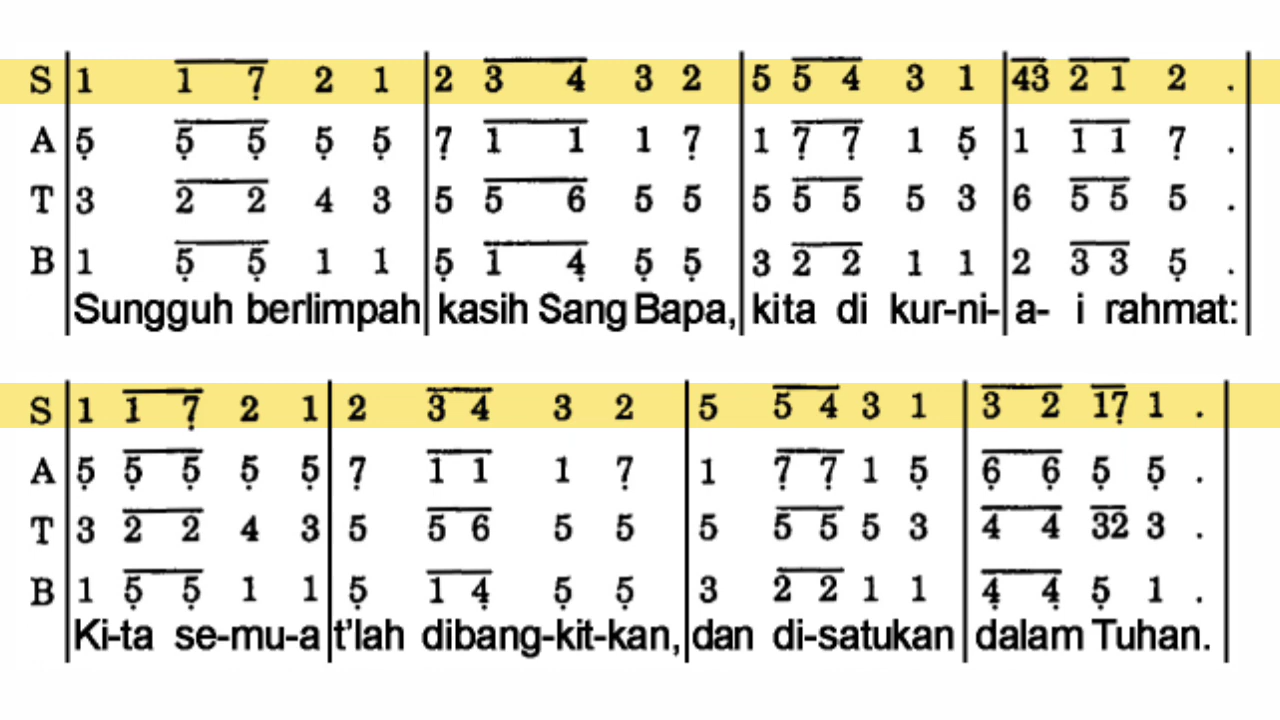 S 1 1 7̣ 2 1 | 2 3 4 3 2 | 5 5 4 3 1 | 43 2 1 2 . |
A 5̣ 5̣ 5̣ 5̣ 5̣ | 7̣ 1 1 1 7̣ | 1 7̣ 7̣ 1 5̣ | 1 1 1 7̣ . |
T 3 2 2 4 3 | 5 5 6 5 5 | 5 5 5 5 3 | 6 5 5 5 . |
B 1 5̣ 5̣ 1 1 | 5̣ 1 4̣ 5̣ 5̣ | 3 2 2 1 1 | 2 3 3 5̣ . |
Sungguh berlimpah kasih Sang Bapa, kita di kur-ni- a- i rahmat:
S 1 1 7̣ 2 1 | 2 3 4 3 2 | 5 5 4 3 1 | 3 2 17̣ 1 . |
A 5̣ 5̣ 5̣ 5̣ 5̣ | 7̣ 1 1 1 7̣ | 1 7̣ 7̣ 1 5̣ | 6̣ 6̣ 5̣ 5̣ . |
T 3 2 2 4 3 | 5 5 6 5 5 | 5 5 5 5 3 | 4 4 32 3 . |
B 1 5̣ 5̣ 1 1 | 5̣ 1 4̣ 5̣ 5̣ | 3 2 2 1 1 | 4̣ 4̣ 5̣ 1 . |
Ki-ta se-mu-a t'lah dibang-kit-kan, dan di-satukan dalam Tuhan.